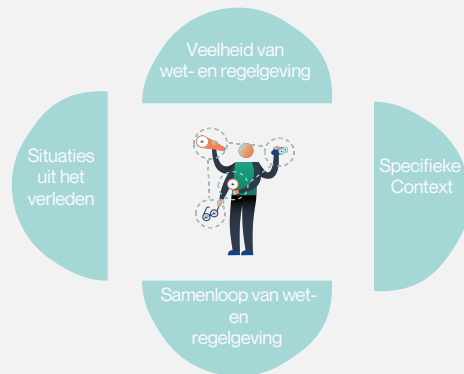 Veelheid van
wet- en regelgeving
Situaties
uit het
verleden
Specifieke
Context
Samenloop van wet-
en
regelgeving